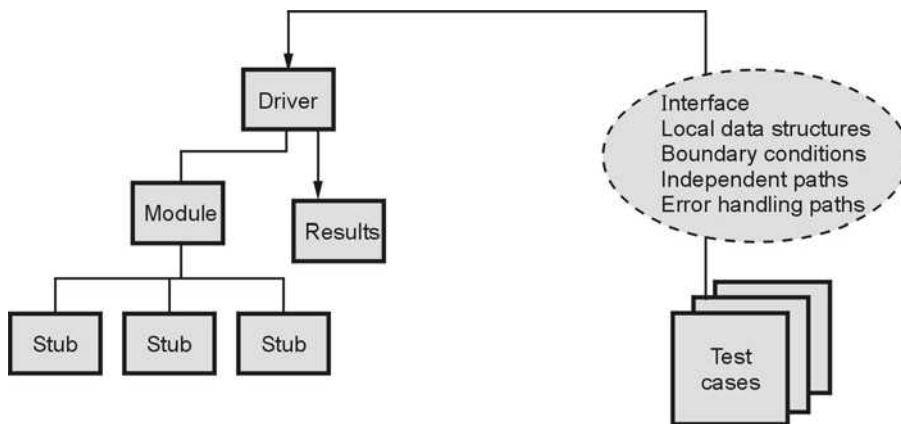 Driver
Interface
Local data structures
Boundary conditions
Independent paths
Error handling paths
Module
Results
Stub
Stub
Stub
Test
cases